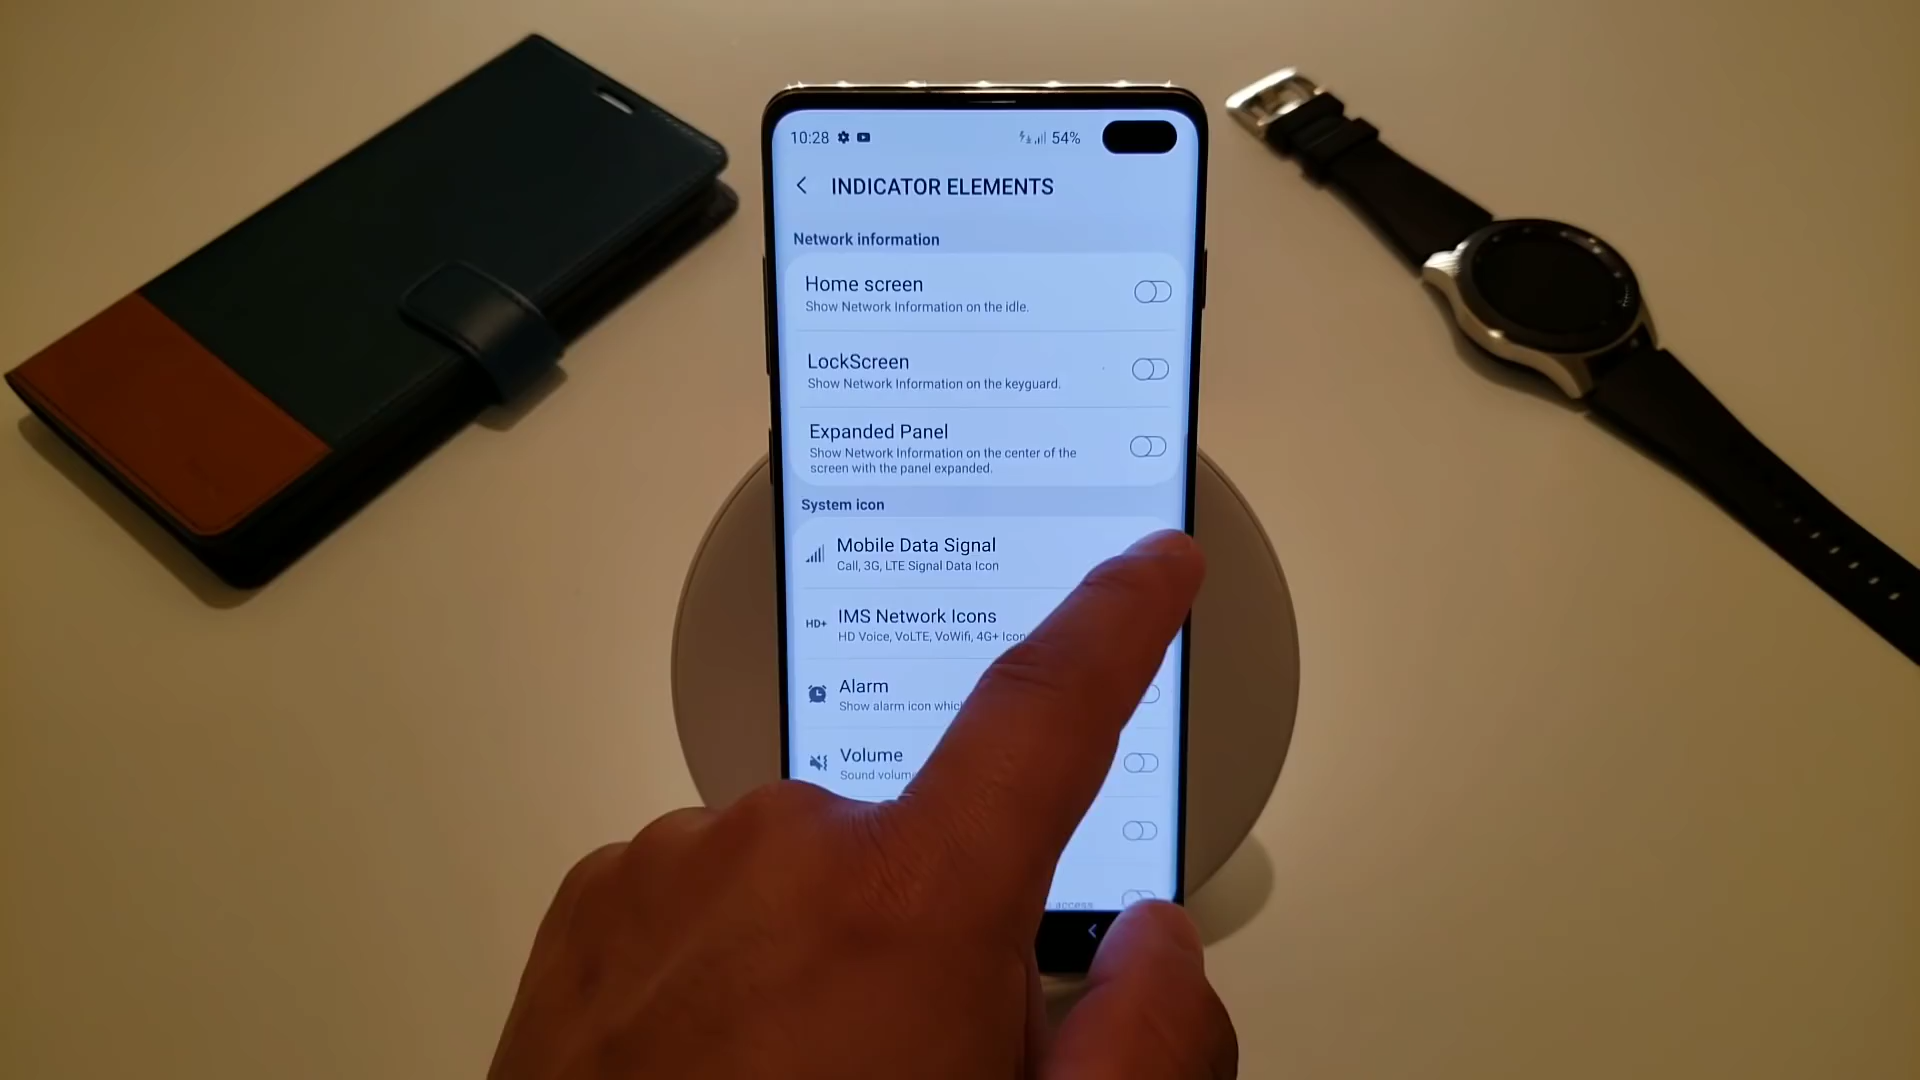 10:28 54%
INDICATOR ELEMENTS
Network information
Home screen
Show Network Information on the idle.
LockScreen
Show Network Information on the keyguard.
Expanded Panel
Show Network Information on the center of the
screen with the panel expanded.
System icon
Mobile Data Signal
Call, 3G, LTE Signal Data Icon
HD+ IMS Network Icons
HD Voice, VoLTE, VoWifi, 4G+ Icon
Alarm
Show alarm icon
Volume
Sound
access